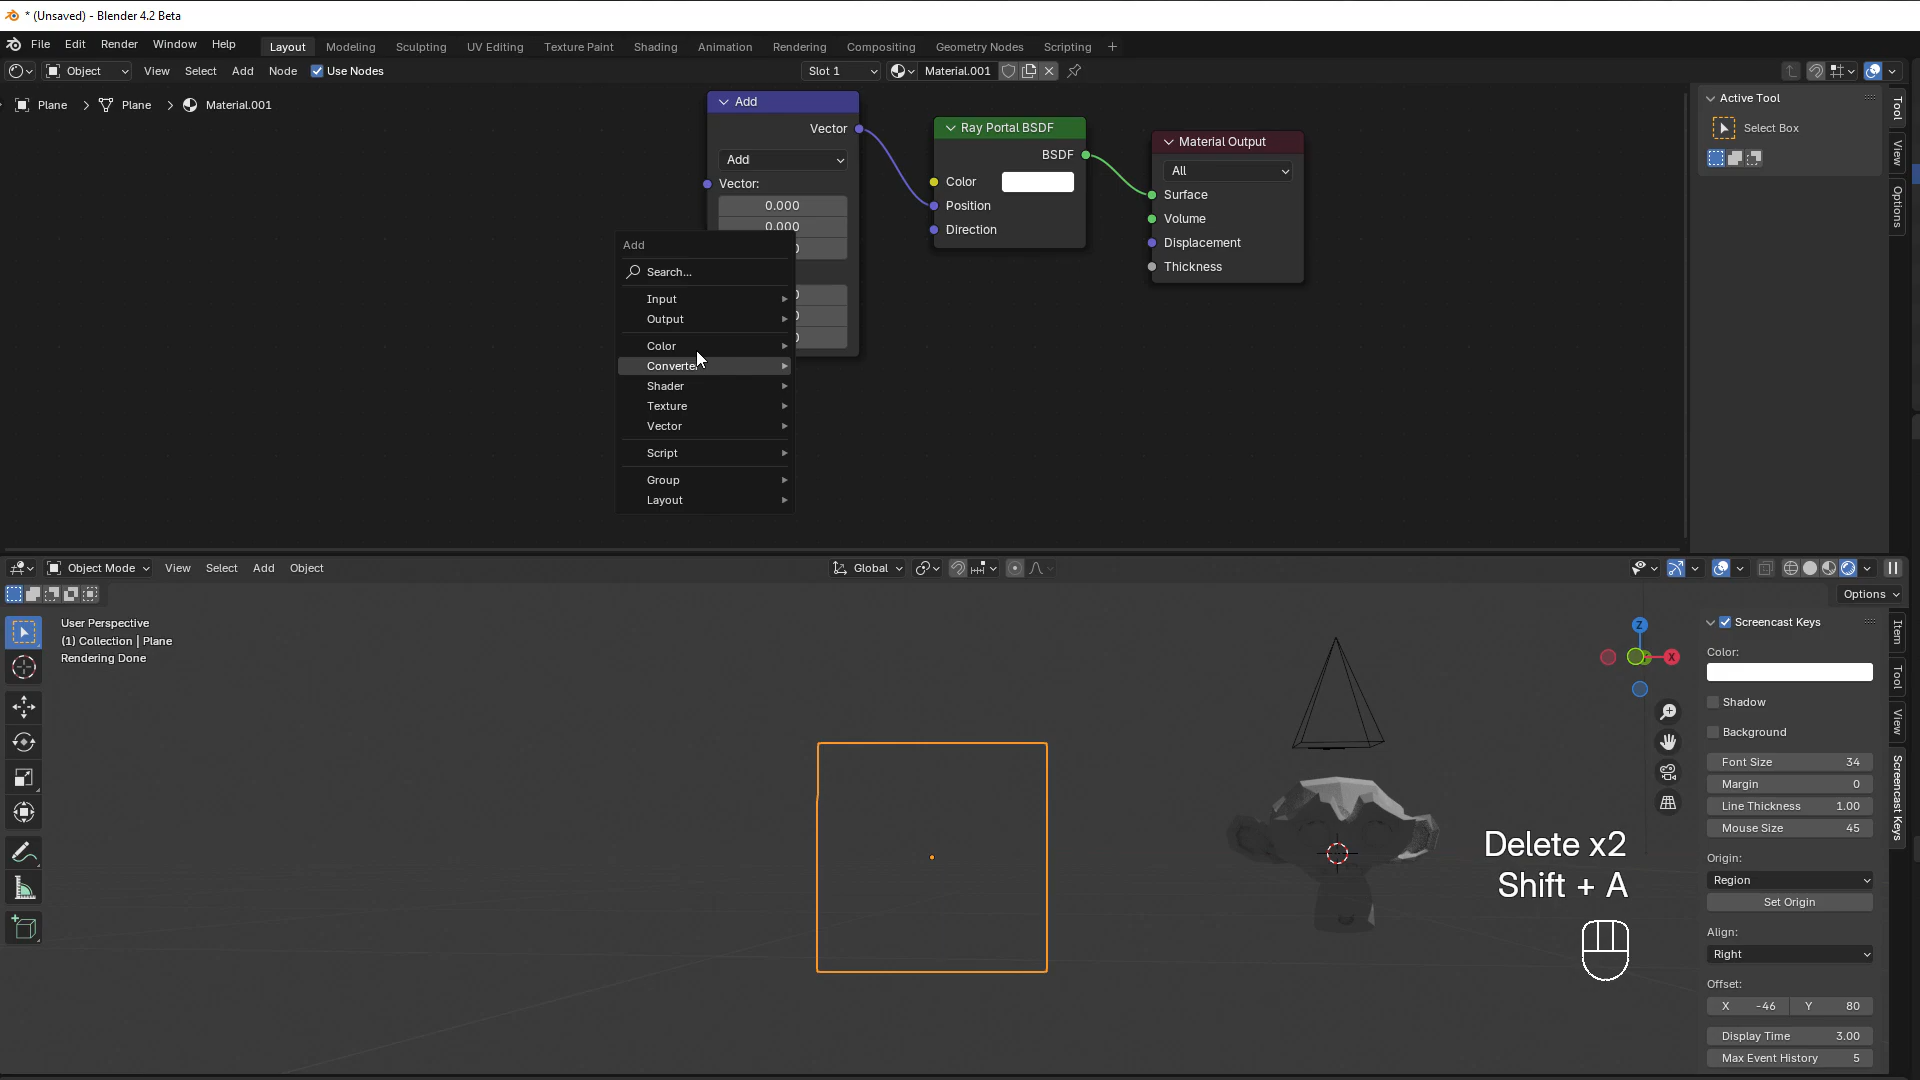 * (Unsaved) - Blender 4.2 Beta
File Edit Render Window Help Layout Modeling Sculpting UV Editing Texture Paint Shading Animation Rendering Compositing Geometry Nodes Scripting +
Object View Select Add Node Use Nodes Slot 1 Material.001
Plane > Plane > Material.001
Add
Vector
Add
Vector:
0.000
0.000
Ray Portal BSDF
BSDF
Color
Position
Direction
Material Output
All
Surface
Volume
Displacement
Thickness
Add
Search...
Input
Output
Color
Converter
Shader
Texture
Vector
Script
Group
Layout
Active Tool
Select Box
Tool
View
Options
Object Mode View Select Add Object Global
Options
User Perspective
(1) Collection | Plane
Rendering Done
Z
X
Delete x2
Shift + A
Screencast Keys
Color:
Shadow
Background
Font Size 34
Margin 0
Line Thickness 1.00
Mouse Size 45
Origin:
Region
Set Origin
Align:
Right
Offset:
X -46 Y 80
Display Time 3.00
Max Event History 5
Item
Tool
View
Screencast Keys